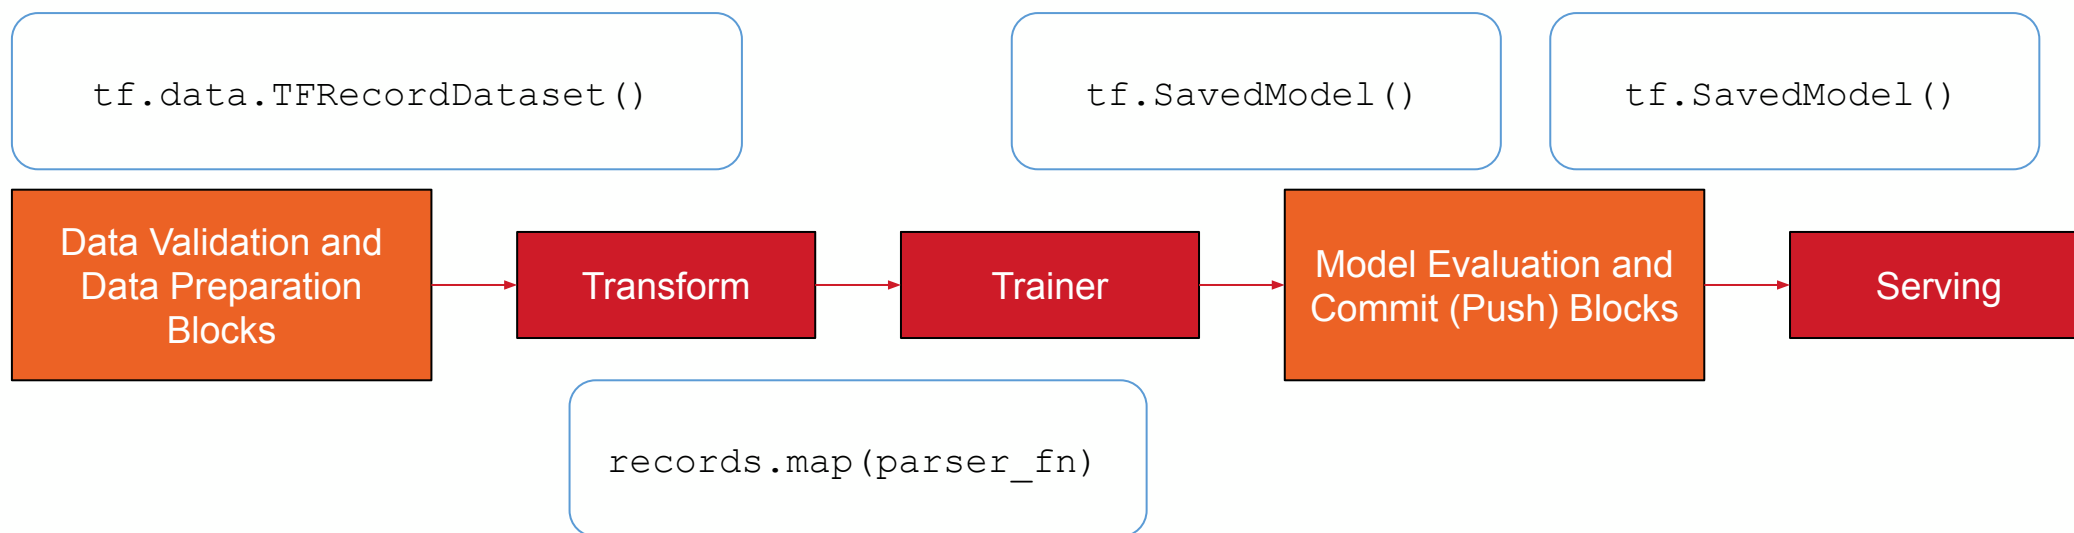 tf.data.TFRecordDataset()
tf.SavedModel()
tf.SavedModel()
Data Validation and
Data Preparation
Blocks
Transform
Trainer
Model Evaluation and
Commit (Push) Blocks
Serving
records.map(parser_fn)